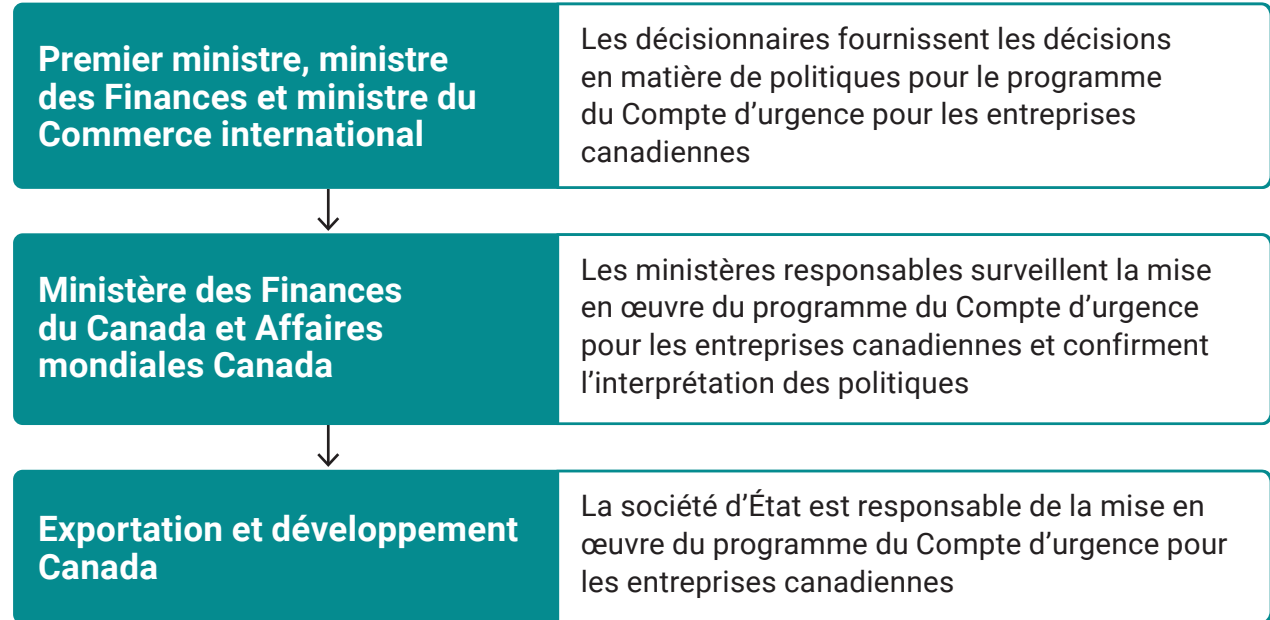 Premier ministre, ministre
des Finances et ministre du
Commerce international
Les décisionnaires fournissent les décisions
en matière de politiques pour le programme
du Compte d’urgence pour les entreprises
canadiennes
Ministère des Finances
du Canada et Affaires
mondiales Canada
Les ministères responsables surveillent la mise
en œuvre du programme du Compte d’urgence
pour les entreprises canadiennes et confirment
l’interprétation des politiques
Exportation et développement
Canada
La société d’État est responsable de la mise en
œuvre du programme du Compte d’urgence pour
les entreprises canadiennes